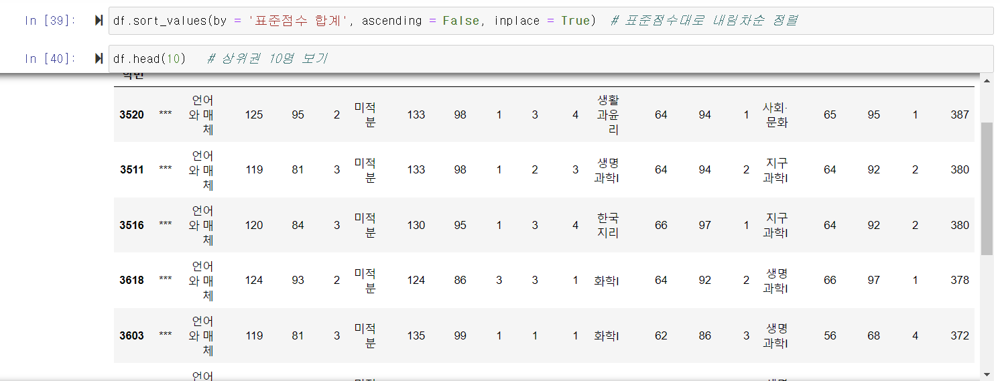 In [39]: df.sort_values(by = '표준점수 합계', ascending = False, inplace = True) # 표준점수대로 내림차순 정렬
In [40]: df.head(10) # 상위권 10명 보기
학번
3520 *** 언어와 매체 125 95 2 미적분 133 98 1 3 4 생활과윤리 64 94 1 사회·문화 65 95 1 387
3511 *** 언어와 매체 119 81 3 미적분 133 98 1 2 3 생명과학I 64 94 2 지구과학I 64 92 2 380
3516 *** 언어와 매체 120 84 3 미적분 130 95 1 3 4 한국지리 66 97 1 지구과학I 64 92 2 380
3618 *** 언어와 매체 124 93 2 미적분 124 86 3 3 1 화학I 64 92 2 생명과학I 66 97 1 378
3603 *** 언어와 매체 119 81 3 미적분 135 99 1 1 1 화학I 62 86 3 생명과학I 56 68 4 372
언어